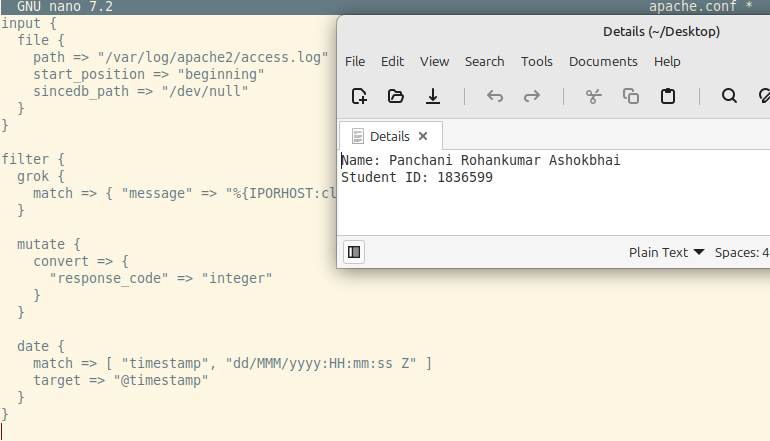 GNU nano 7.2 apache.conf *
input {
file {
path => "/var/log/apache2/access.log"
start_position => "beginning"
sincedb_path => "/dev/null"
}
}
filter {
grok {
match => { "message" => "%{IPORHOST:cl
}
mutate {
convert => {
"response_code" => "integer"
}
}
date {
match => [ "timestamp", "dd/MMM/yyyy:HH:mm:ss Z" ]
target => "@timestamp"
}
}
Details (~/Desktop)
File Edit View Search Tools Documents Help
Details
Name: Panchani Rohankumar Ashokbhai
Student ID: 1836599
Plain Text Spaces: 4